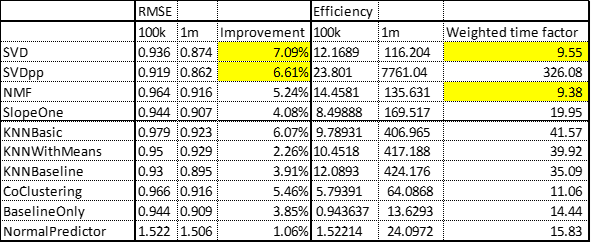 RMSE Efficiency
100k 1m Improvement 100k 1m Weighted time factor
SVD 0.936 0.874 7.09% 12.1689 116.204 9.55
SVDpp 0.919 0.862 6.61% 23.801 7761.04 326.08
NMF 0.964 0.916 5.24% 14.4581 135.631 9.38
SlopeOne 0.944 0.907 4.08% 8.49888 169.517 19.95
KNNBasic 0.979 0.923 6.07% 9.78931 406.965 41.57
KNNWithMeans 0.95 0.929 2.26% 10.4518 417.188 39.92
KNNBaseline 0.93 0.895 3.91% 12.0893 424.176 35.09
CoClustering 0.966 0.916 5.46% 5.79391 64.0868 11.06
BaselineOnly 0.944 0.909 3.85% 0.943637 13.6293 14.44
NormalPredictor 1.522 1.506 1.06% 1.52214 24.0972 15.83